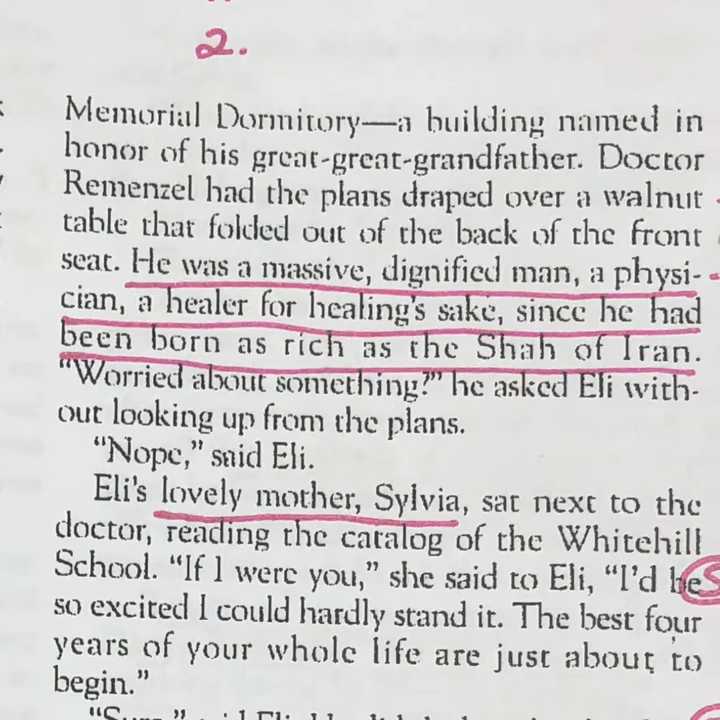 2.
Memorial Dormitory—a building named in
honor of his great-great-grandfather. Doctor
Remenzel had the plans draped over a walnut
table that folded out of the back of the front
seat. He was a massive, dignified man, a physi-
cian, a healer for healing's sake, since he had
been born as rich as the Shah of Iran.
“Worried about something?” he asked Eli with-
out looking up from the plans.
“Nope,” said Eli.
Eli's lovely mother, Sylvia, sat next to the
doctor, reading the catalog of the Whitehill
School. “If I were you,” she said to Eli, “I'd be
so excited I could hardly stand it. The best four
years of your whole life are just about to
begin.”